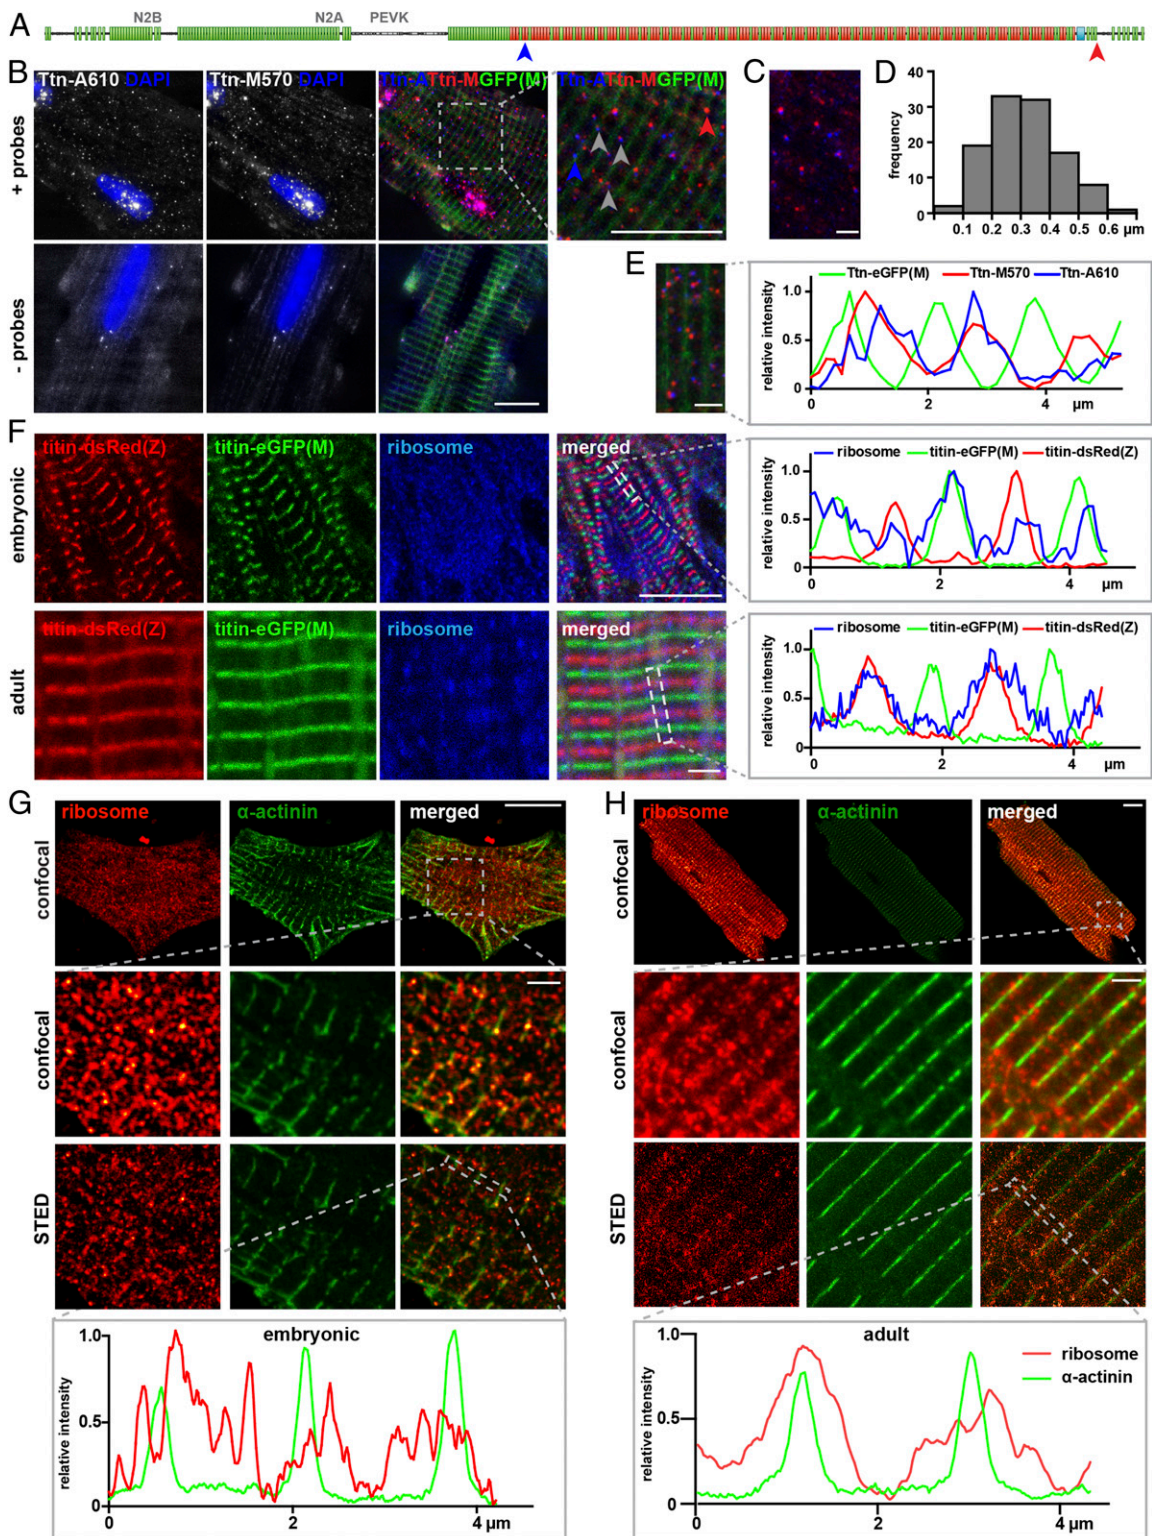 A
N2B N2A PEVK
B
Ttn-A610 DAPI
Ttn-M570 DAPI
Ttn-ATtn-MGFP(M)
Ttn-ATtn-MGFP(M)
+ probes
- probes
C
D
frequency
40
30
20
10
0
0.1 0.2 0.3 0.4 0.5 0.6 µm
E
Ttn-eGFP(M) Ttn-M570 Ttn-A610
relative intensity
1.0
0.5
0
0 2 4 µm
F
embryonic
titin-dsRed(Z)
titin-eGFP(M)
ribosome
merged
ribosome titin-eGFP(M) titin-dsRed(Z)
relative intensity
1.0
0.5
0
0 2 4 µm
adult
titin-dsRed(Z)
titin-eGFP(M)
ribosome
merged
ribosome titin-eGFP(M) titin-dsRed(Z)
relative intensity
1.0
0.5
0
0 2 4 µm
G
ribosome
α-actinin
merged
confocal
confocal
STED
embryonic
relative intensity
1.0
0.5
0
0 2 4 µm
H
ribosome
α-actinin
merged
confocal
confocal
STED
adult
ribosome
α-actinin
relative intensity
1.0
0.5
0
0 2 4 µm